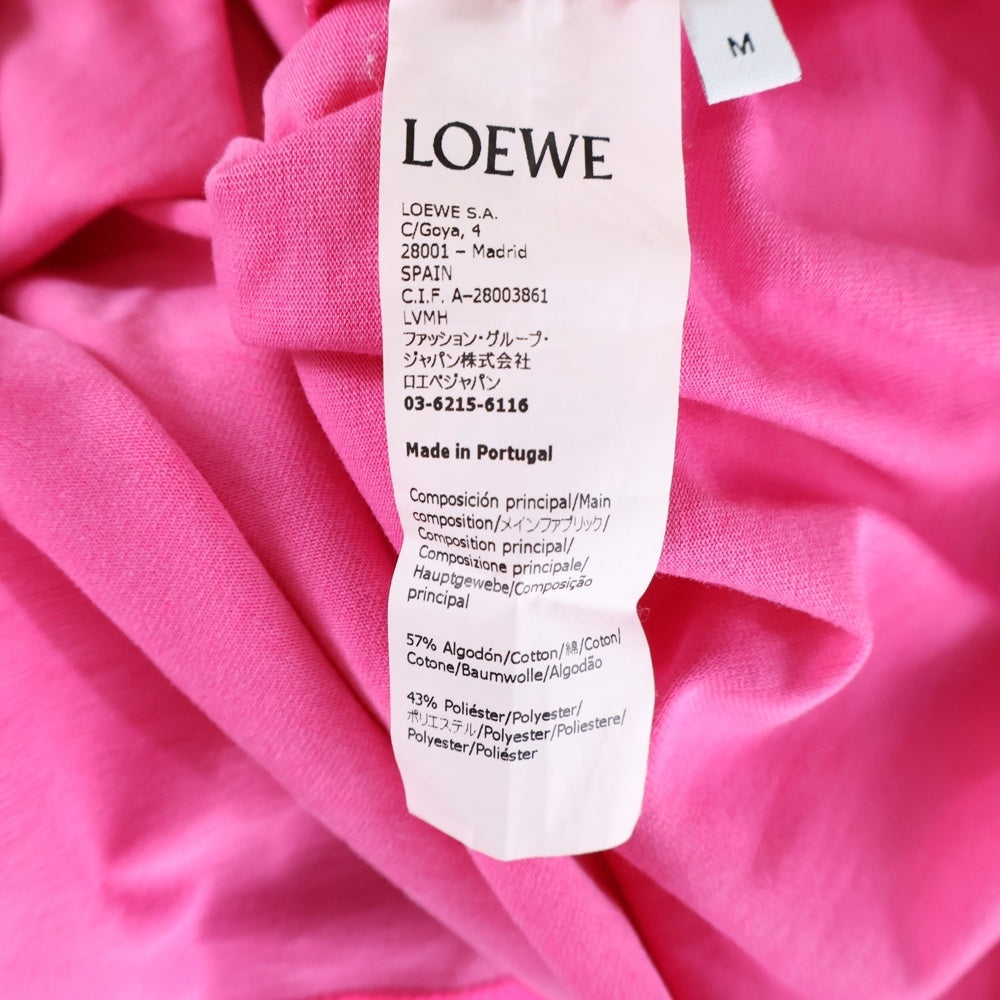 M
LOEWE
LOEWE S.A.
C/Goya, 4
28001 – Madrid
SPAIN
C.I.F. A–28003861
LVMH
ファッション・グループ・
ジャパン株式会社
ロエベジャパン
03-6215-6116
Made in Portugal
Composición principal/Main
composition/メインファブリック/
Composition principal/
Composizione principale/
Hauptgewebe/Composição
principal
57% Algodón/Cotton/綿/Coton/
Cotone/Baumwolle/Algodão
43% Poliéster/Polyester/
ポリエステル/Polyester/Poliestere/
Polyester/Poliéster